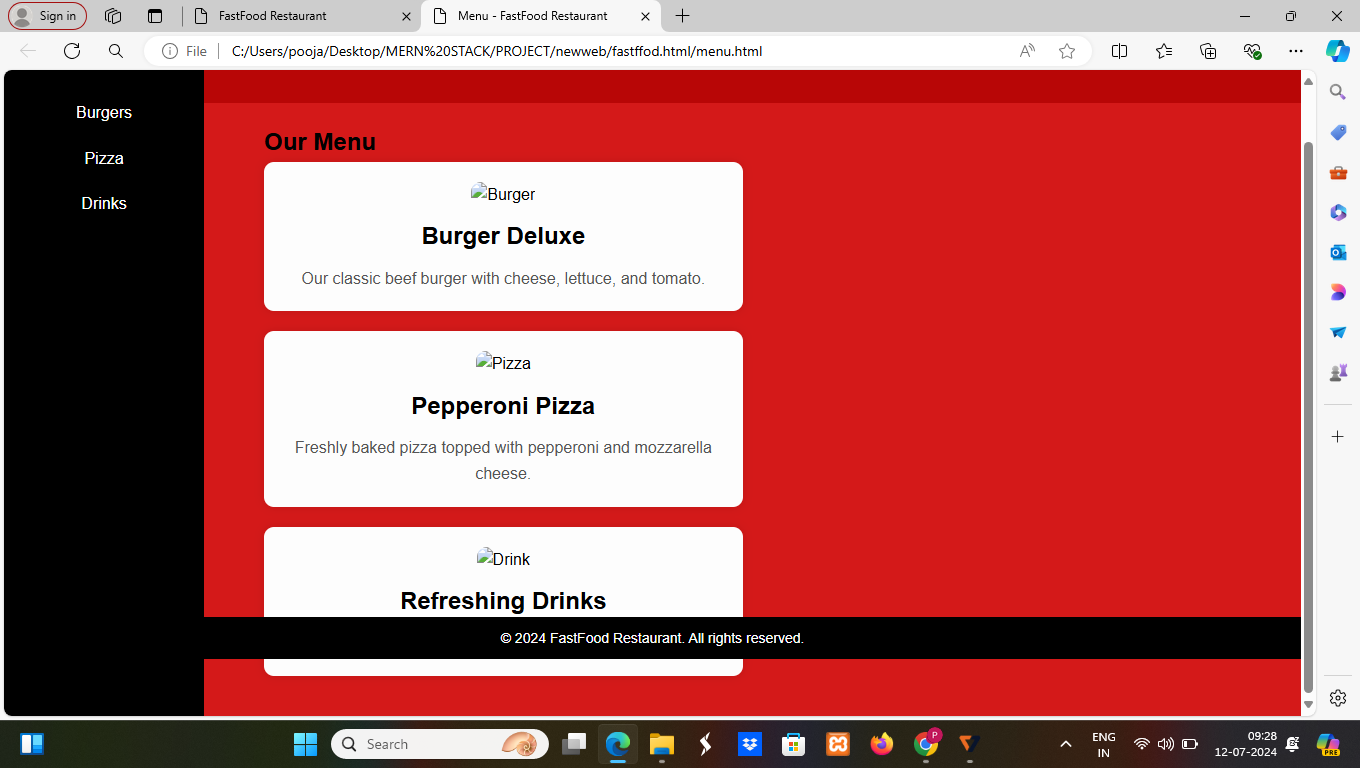 Sign in
FastFood Restaurant
Menu - FastFood Restaurant
File
C:/Users/pooja/Desktop/MERN%20STACK/PROJECT/newweb/fastffod.html/menu.html
Burgers
Pizza
Drinks
Our Menu
Burger
Burger Deluxe
Our classic beef burger with cheese, lettuce, and tomato.
Pizza
Pepperoni Pizza
Freshly baked pizza topped with pepperoni and mozzarella
cheese.
Drink
Refreshing Drinks
© 2024 FastFood Restaurant. All rights reserved.
Search
P
ENG
IN
09:28
12-07-2024
PRE